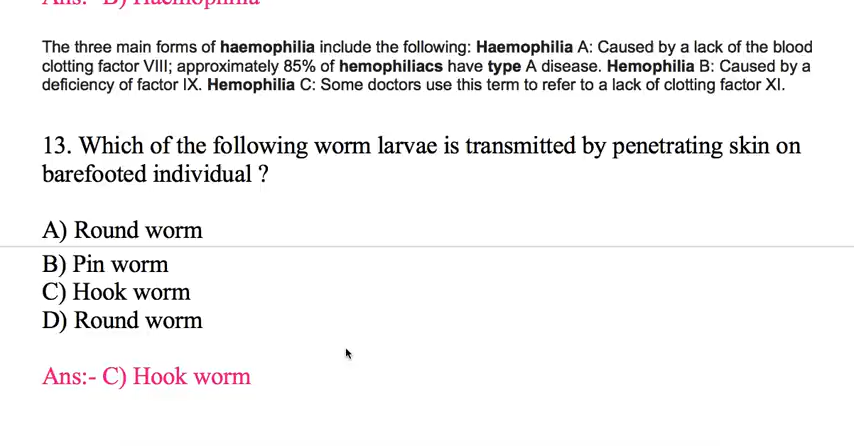 The three main forms of haemophilia include the following: Haemophilia A: Caused by a lack of the blood
clotting factor VIII; approximately 85% of hemophiliacs have type A disease. Hemophilia B: Caused by a
deficiency of factor IX. Hemophilia C: Some doctors use this term to refer to a lack of clotting factor XI.
13. Which of the following worm larvae is transmitted by penetrating skin on
barefooted individual ?
A) Round worm
B) Pin worm
C) Hook worm
D) Round worm
Ans:- C) Hook worm